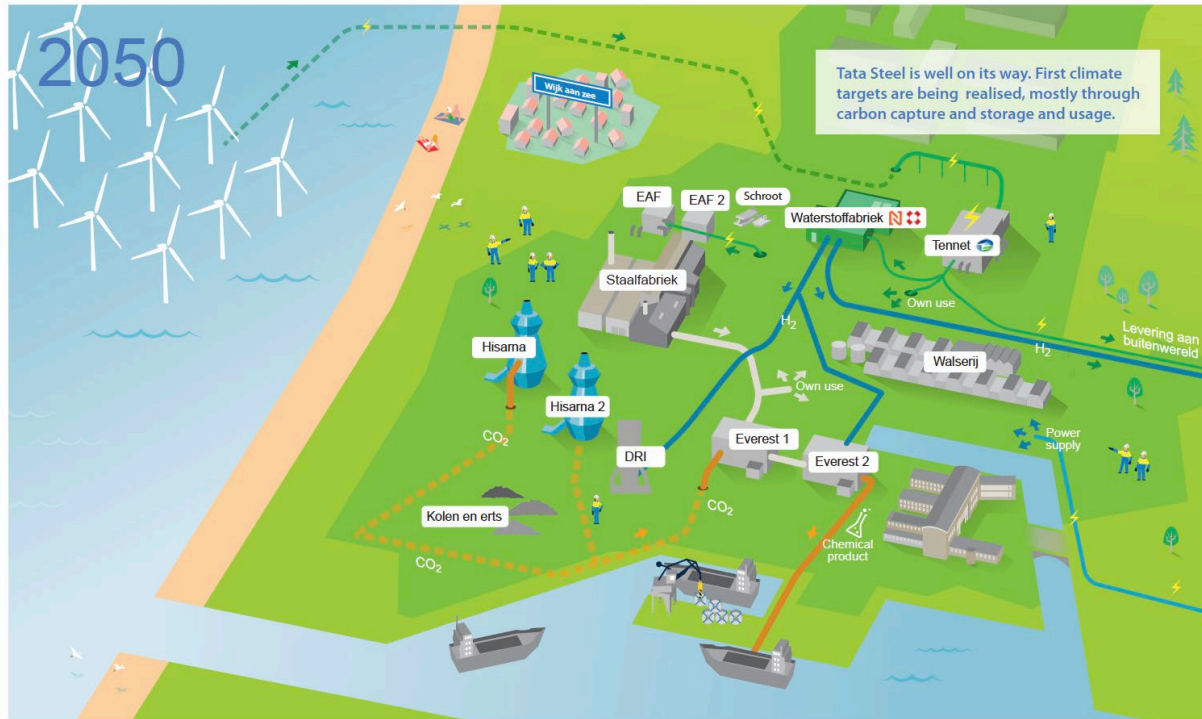 2050
Wijk aan zee
Tata Steel is well on its way. First climate
targets are being realised, mostly through
carbon capture and storage and usage.
EAF
EAF 2
Schroot
Waterstoffabriek
Tennet
Staalfabriek
Own use
H₂
H₂
Levering aan
buitenwereld
Hisarna
Walserij
Own use
Hisarna 2
CO₂
Power
supply
Everest 1
DRI
Everest 2
Kolen en erts
CO₂
CO₂
Chemical
product